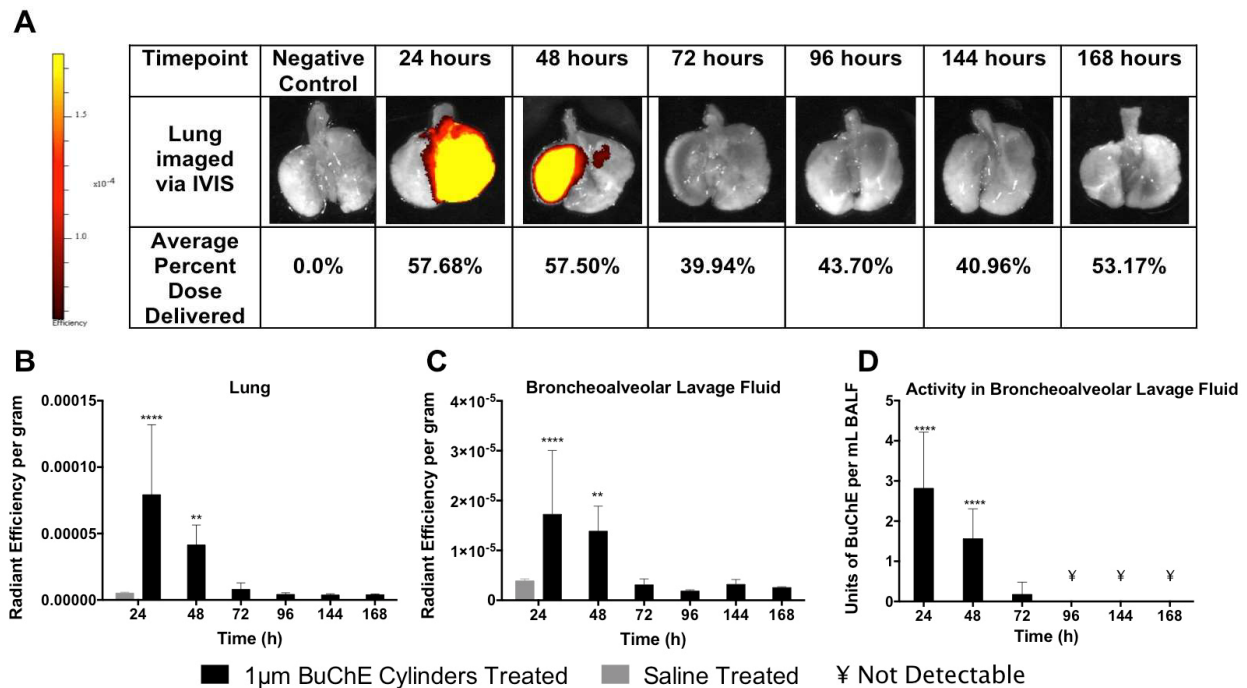 A
Timepoint
Negative
Control
24 hours
48 hours
72 hours
96 hours
144 hours
168 hours
1.5
x10⁻⁴
1.0
Efficiency
Lung
imaged
via IVIS
Average
Percent
Dose
Delivered
0.0%
57.68%
57.50%
39.94%
43.70%
40.96%
53.17%
B
Lung
Radiant Efficiency per gram
0.00015
0.00010
0.00005
0.00000
****
**
24 48 72 96 144 168
Time (h)
C
Broncheoalveolar Lavage Fluid
Radiant Efficiency per gram
4×10⁻⁵
3×10⁻⁵
2×10⁻⁵
1×10⁻⁵
0
****
**
24 48 72 96 144 168
Time (h)
D
Activity in Broncheoalveolar Lavage Fluid
Units of BuChE per mL BALF
5
4
3
2
1
0
****
****
¥ ¥ ¥
24 48 72 96 144 168
Time (h)
1µm BuChE Cylinders Treated
Saline Treated
¥ Not Detectable